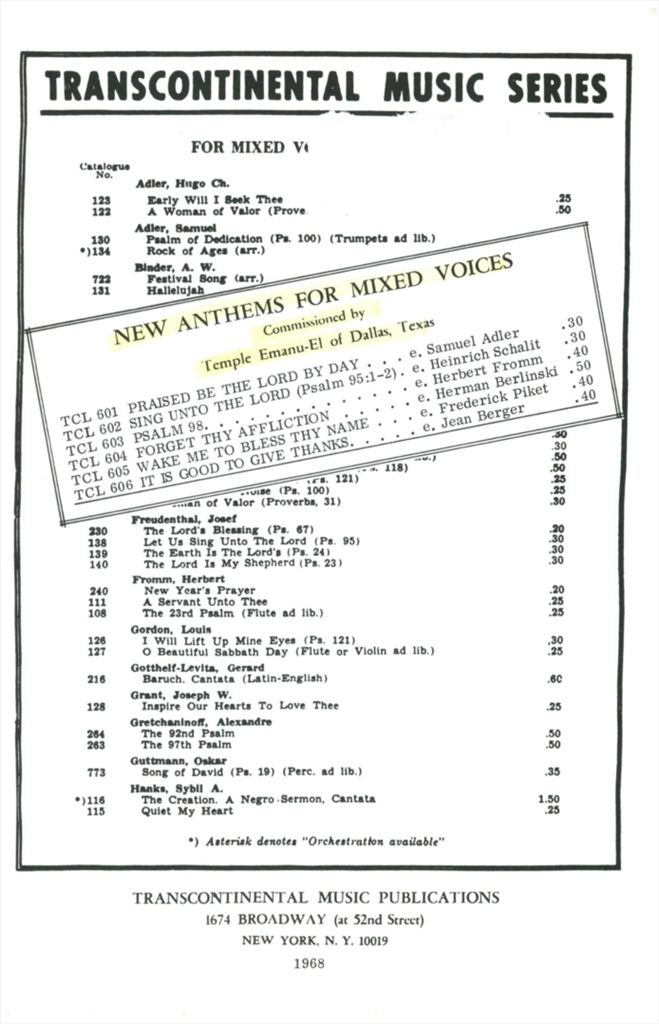 TRANSCONTINENTAL MUSIC SERIES
FOR MIXED
Catalogue
No.
Adler, Hugo Ch.
123 Early Will I Seek Thee .25
122 A Woman of Valor (Prove .50
Adler, Samuel
130 Psalm of Dedication (Ps. 100) (Trumpets ad lib.)
*)134 Rock of Ages (arr.)
Binder, A. W.
722 Festival Song (arr.)
131 Hallelujah
NEW ANTHEMS FOR MIXED VOICES
Commissioned by
Temple Emanu-El of Dallas, Texas
TCL 601 PRAISED BE THE LORD BY DAY . . . e. Samuel Adler .30
TCL 602 SING UNTO THE LORD (Psalm 95:1-2) . e. Heinrich Schalit .30
TCL 603 PSALM 98. . . . . . . . . . . . . e. Herbert Fromm .40
TCL 604 FORGET THY AFFLICTION . . . . . . e. Herman Berlinski .50
TCL 605 WAKE ME TO BLESS THY NAME . . . e. Frederick Piket .40
TCL 606 IT IS GOOD TO GIVE THANKS. . . . . e. Jean Berger .40
.30
.30
.50
118) .50
121) .25
(Ps. 100) .25
of Valor (Proverbs, 31) .30
Freudenthal, Josef
230 The Lord's Blessing (Ps. 67) .20
138 Let Us Sing Unto The Lord (Ps. 95) .30
139 The Earth Is The Lord's (Ps. 24) .30
140 The Lord Is My Shepherd (Ps. 23) .30
Fromm, Herbert
240 New Year's Prayer .20
111 A Servant Unto Thee .25
108 The 23rd Psalm (Flute ad lib.) .25
Gordon, Louis
126 I Will Lift Up Mine Eyes (Ps. 121) .30
127 O Beautiful Sabbath Day (Flute or Violin ad lib.) .25
Gotthelf-Levita, Gerard
216 Baruch. Cantata (Latin-English) .60
Grant, Joseph W.
128 Inspire Our Hearts To Love Thee .25
Gretchaninoff, Alexandre
264 The 92nd Psalm .50
263 The 97th Psalm .50
Guttmann, Oskar
773 Song of David (Ps. 19) (Perc. ad lib.) .35
Hanks, Sybil A.
*)116 The Creation. A Negro Sermon, Cantata 1.50
115 Quiet My Heart .25
*) Asterisk denotes "Orchestration available"
TRANSCONTINENTAL MUSIC PUBLICATIONS
1674 BROADWAY (at 52nd Street)
NEW YORK, N. Y. 10019
1968